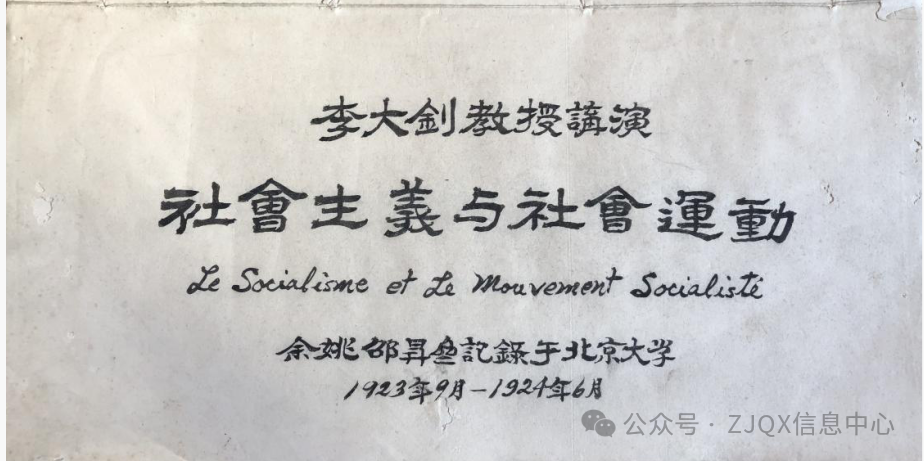 李大釗教授講演
社會主義与社會運動
Le Socialisme et Le Mouvement Socialisté
余姚邵昇墅記錄于北京大学
1923年9月-1924年6月
公众号 · ZJQX信息中心